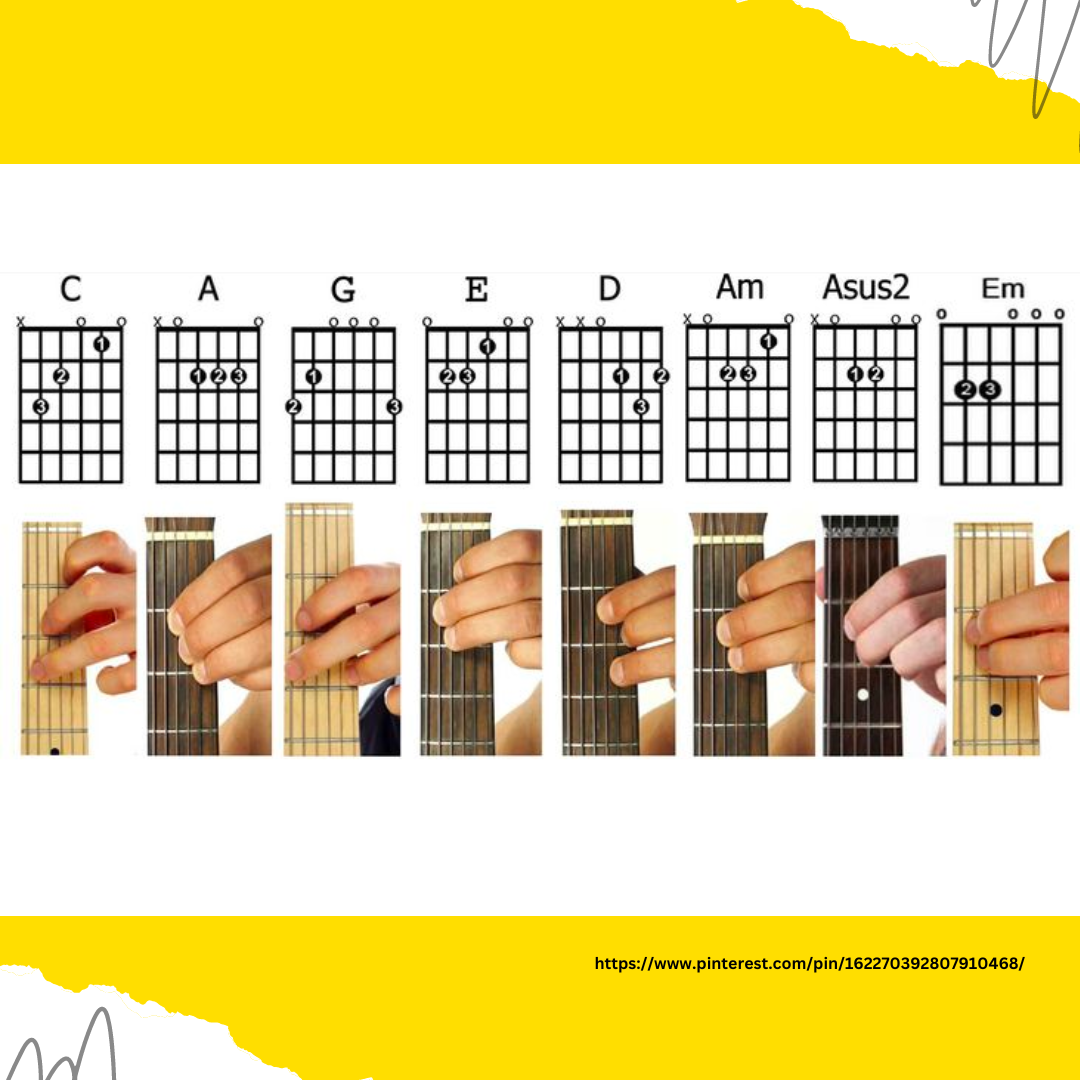 C A G E D Am Asus2 Em
x o o x o o o o o o o o o x x o x o o x o o o o o o o
1 1 1
2 1 2 3 1 2 3 1 2 2 3 1 2 2 3
3 2 3 3
https://www.pinterest.com/pin/162270392807910468/